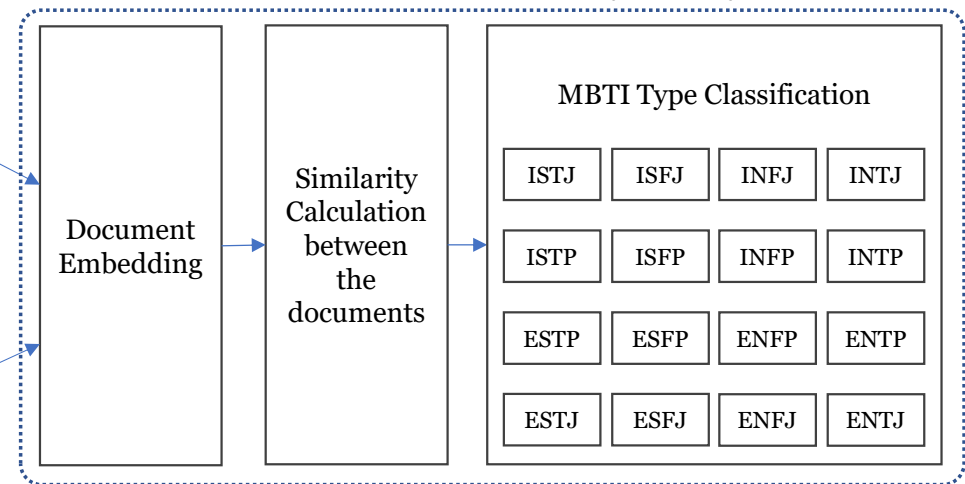 Document
Embedding
Similarity
Calculation
between
the
documents
MBTI Type Classification
ISTJ ISFJ INFJ INTJ
ISTP ISFP INFP INTP
ESTP ESFP ENFP ENTP
ESTJ ESFJ ENFJ ENTJ